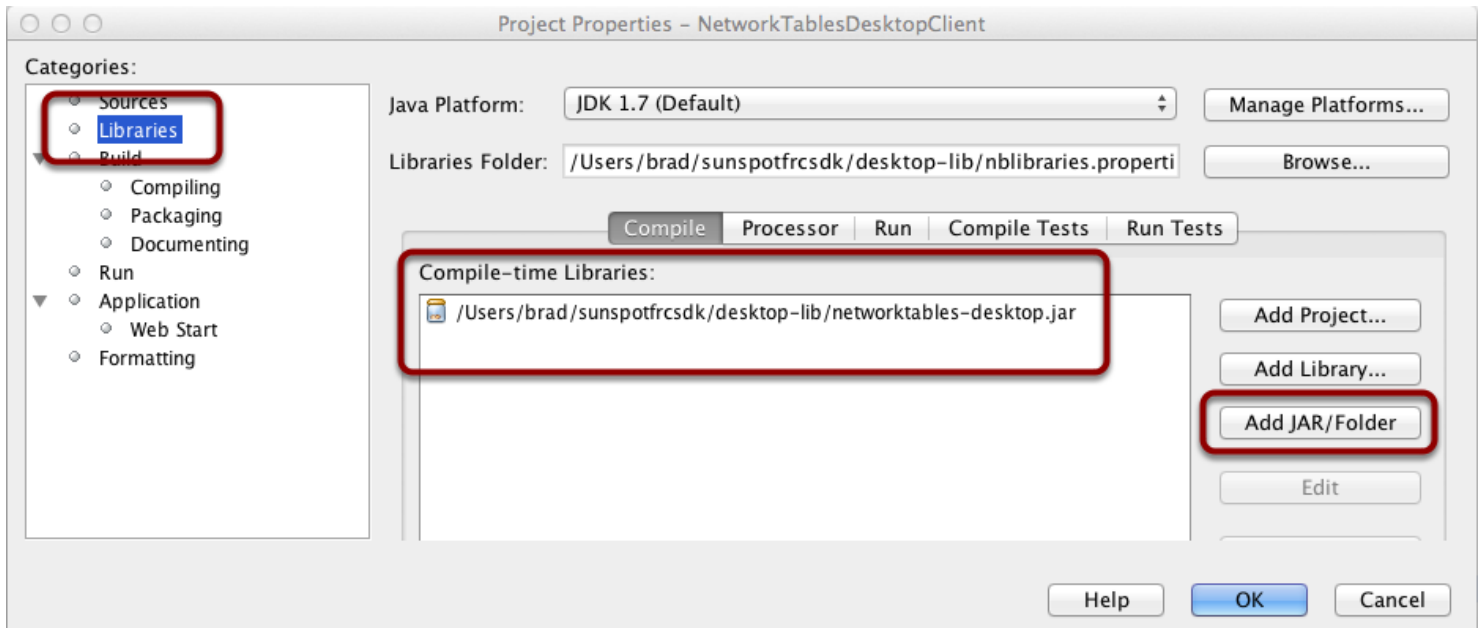 Project Properties – NetworkTablesDesktopClient
Categories:
Sources
Libraries
Build
Compiling
Packaging
Documenting
Run
Application
Web Start
Formatting
Java Platform: JDK 1.7 (Default) Manage Platforms...
Libraries Folder: /Users/brad/sunspotfrcsdk/desktop-lib/nblibraries.properti Browse...
Compile Processor Run Compile Tests Run Tests
Compile-time Libraries:
/Users/brad/sunspotfrcsdk/desktop-lib/networktables-desktop.jar
Add Project...
Add Library...
Add JAR/Folder
Edit
Help OK Cancel